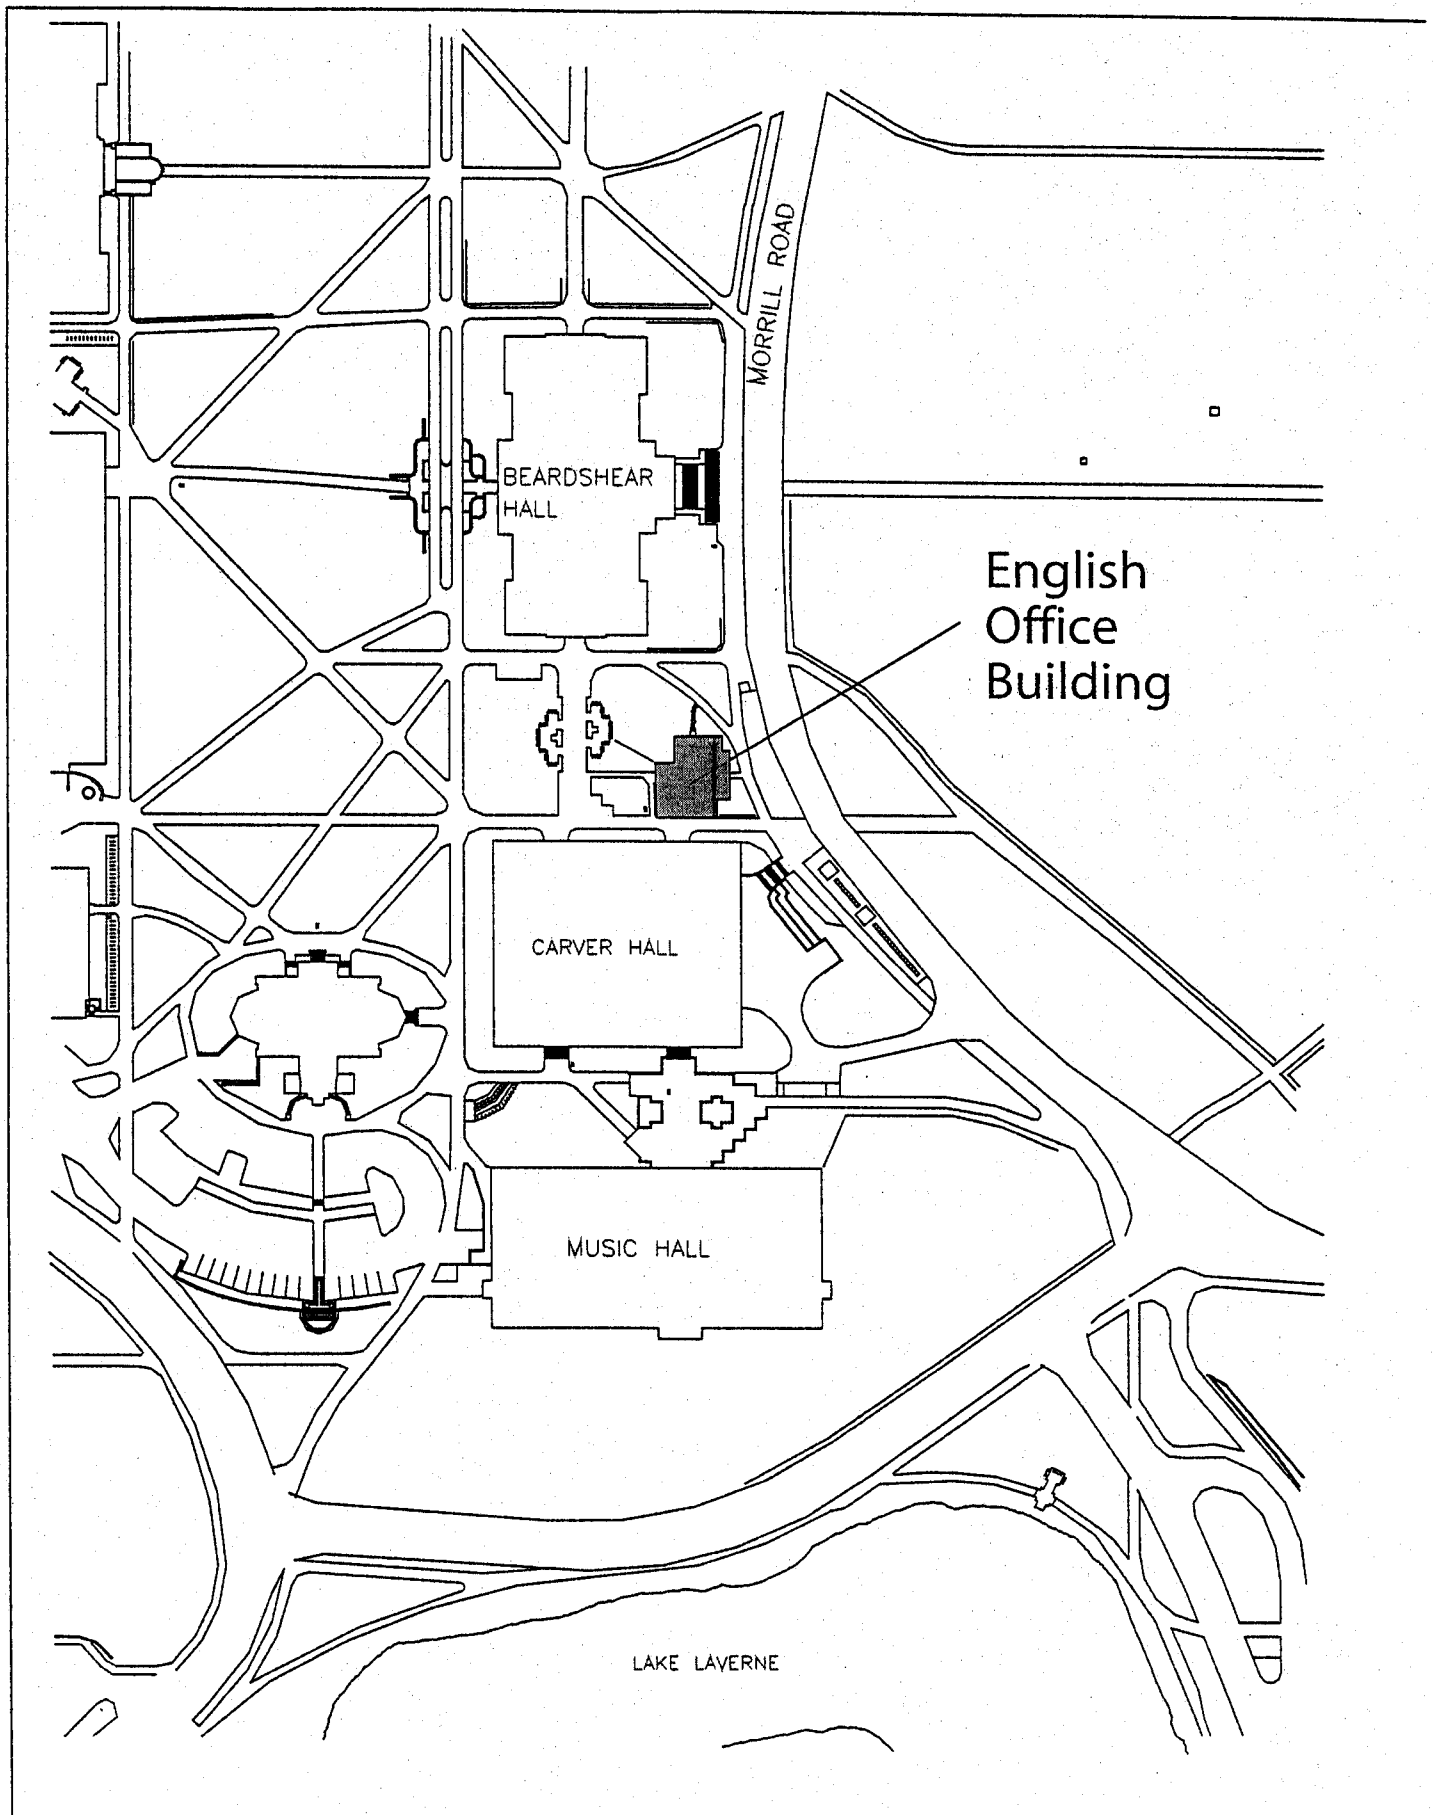 MORRILL ROAD
BEARDSHEAR
HALL
English
Office
Building
CARVER HALL
MUSIC HALL
LAKE LAVERNE